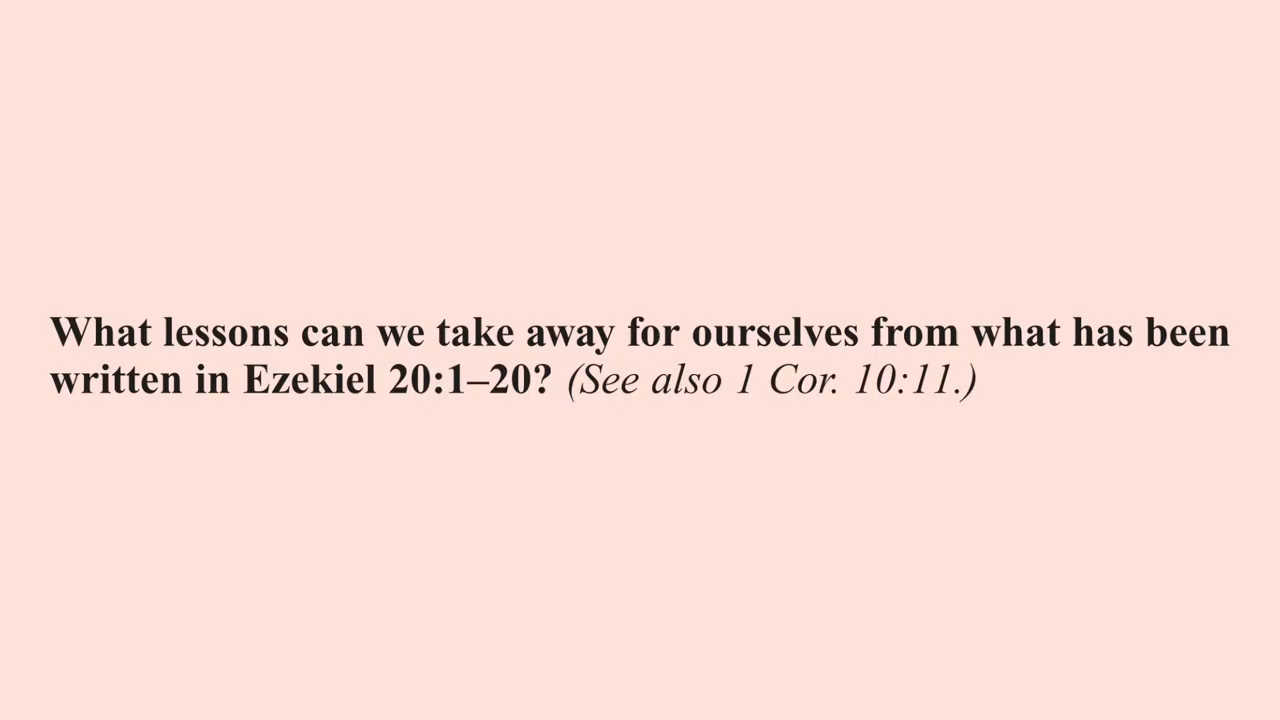 What lessons can we take away for ourselves from what has been
written in Ezekiel 20:1–20? (See also 1 Cor. 10:11.)